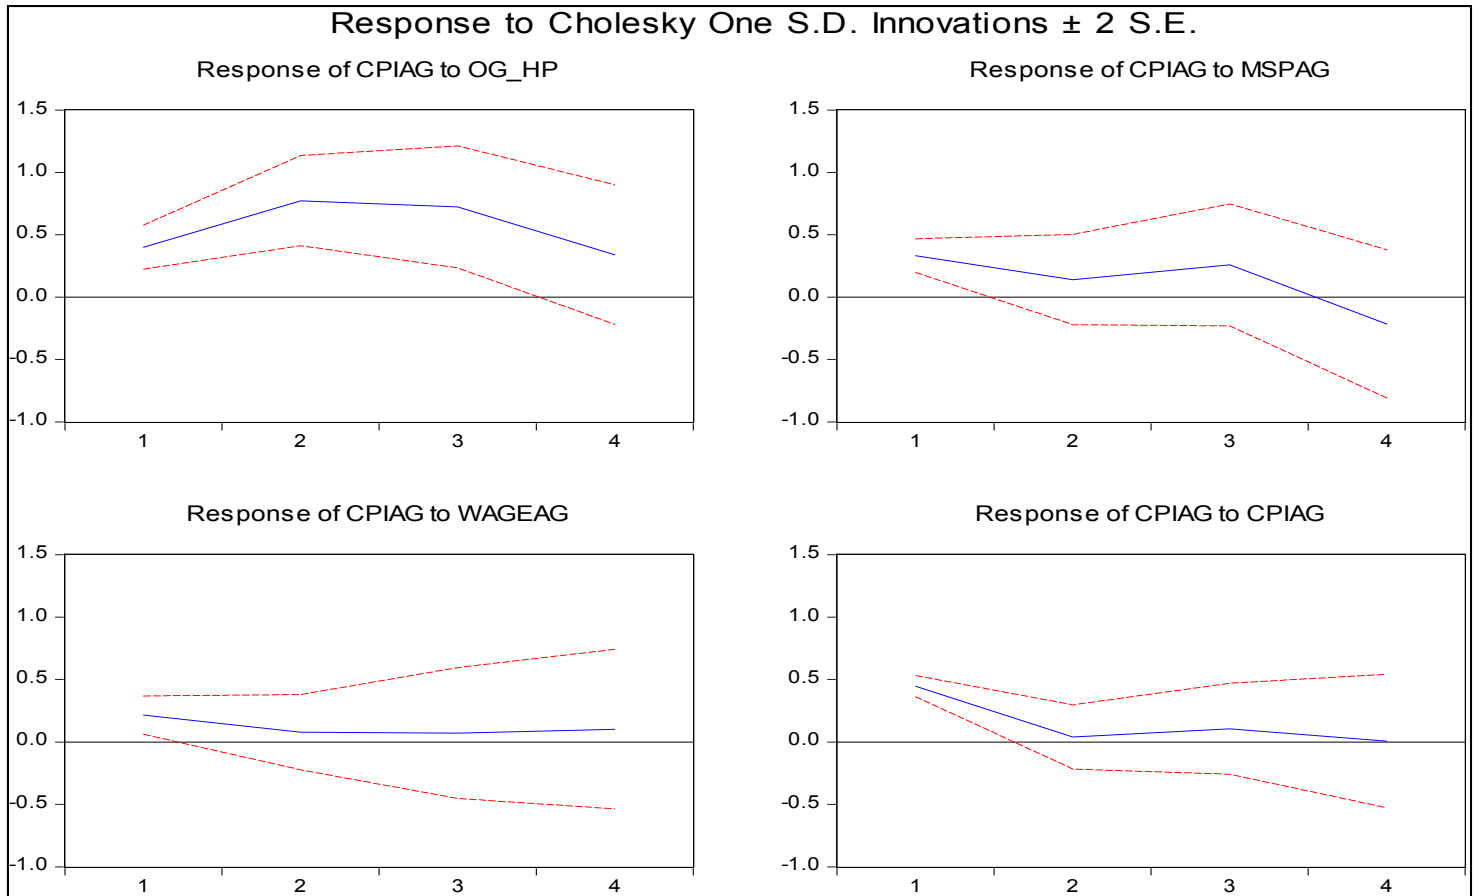 Response to Cholesky One S.D. Innovations ± 2 S.E.
Response of CPIAG to OG_HP
1.5
1.0
0.5
0.0
-0.5
-1.0
1 2 3 4
Response of CPIAG to MSPAG
1.5
1.0
0.5
0.0
-0.5
-1.0
1 2 3 4
Response of CPIAG to WAGEAG
1.5
1.0
0.5
0.0
-0.5
-1.0
1 2 3 4
Response of CPIAG to CPIAG
1.5
1.0
0.5
0.0
-0.5
-1.0
1 2 3 4